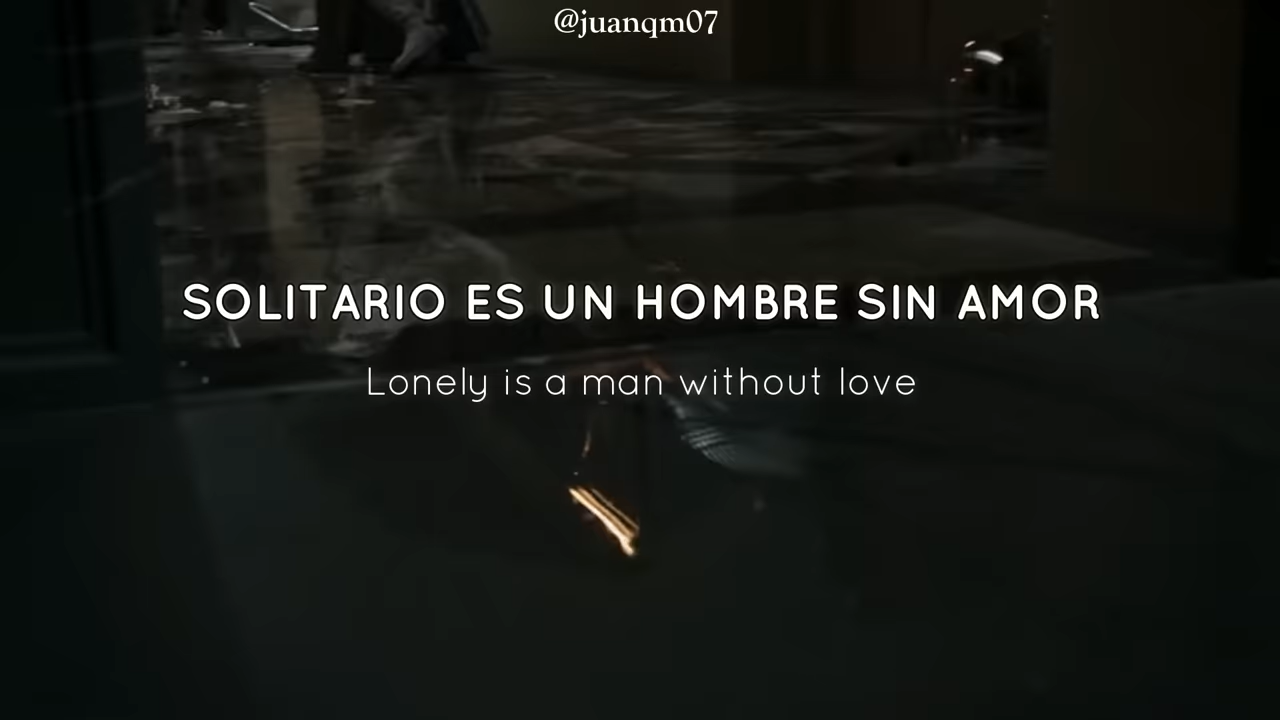 @juanqm07
SOLITARIO ES UN HOMBRE SIN AMOR
Lonely is a man without love